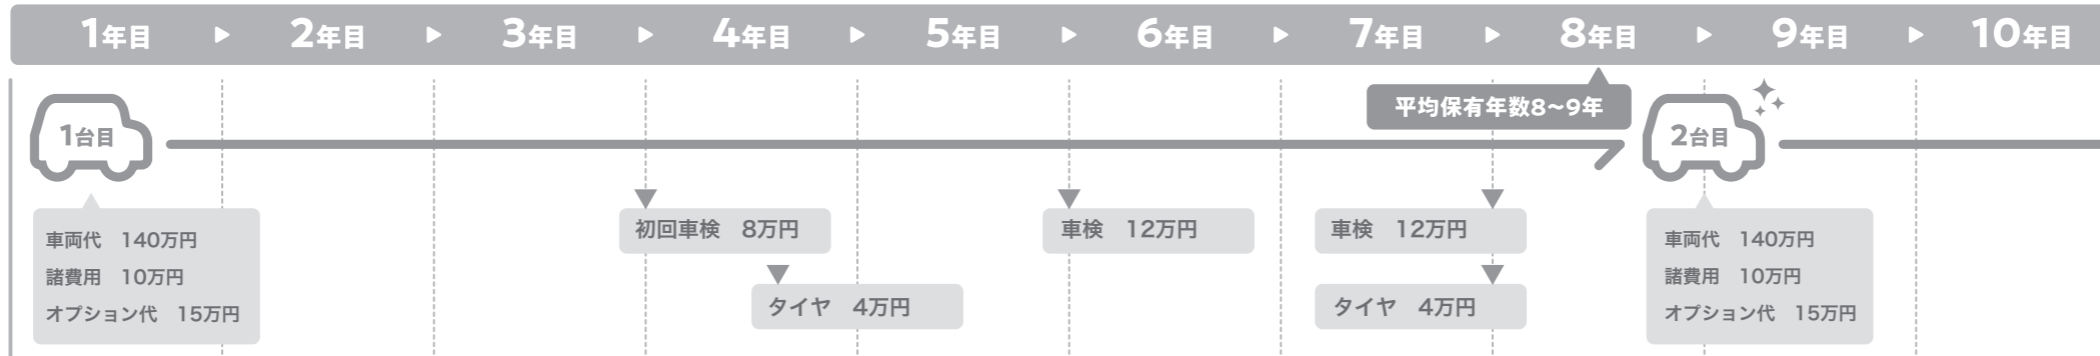 1年目 ▶ 2年目 ▶ 3年目 ▶ 4年目 ▶ 5年目 ▶ 6年目 ▶ 7年目 ▶ 8年目 ▶ 9年目 ▶ 10年目
平均保有年数8~9年
1台目
2台目
車両代 140万円
諸費用 10万円
オプション代 15万円
初回車検 8万円
タイヤ 4万円
車検 12万円
車検 12万円
タイヤ 4万円
車両代 140万円
諸費用 10万円
オプション代 15万円